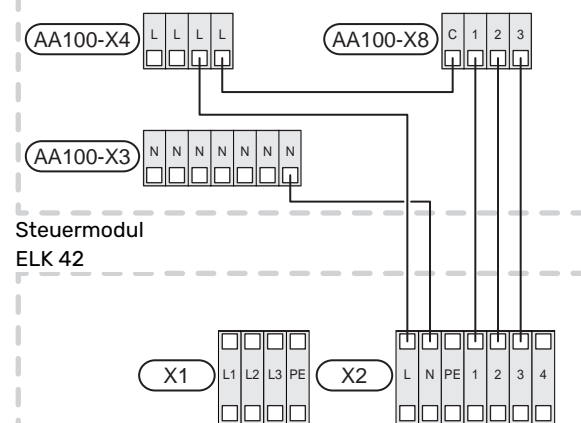 AA100-X4 L L L L AA100-X8 C 1 2 3
AA100-X3 N N N N N N N
Steuermodul
ELK 42
X1 L1 L2 L3 PE X2 L N PE 1 2 3 4